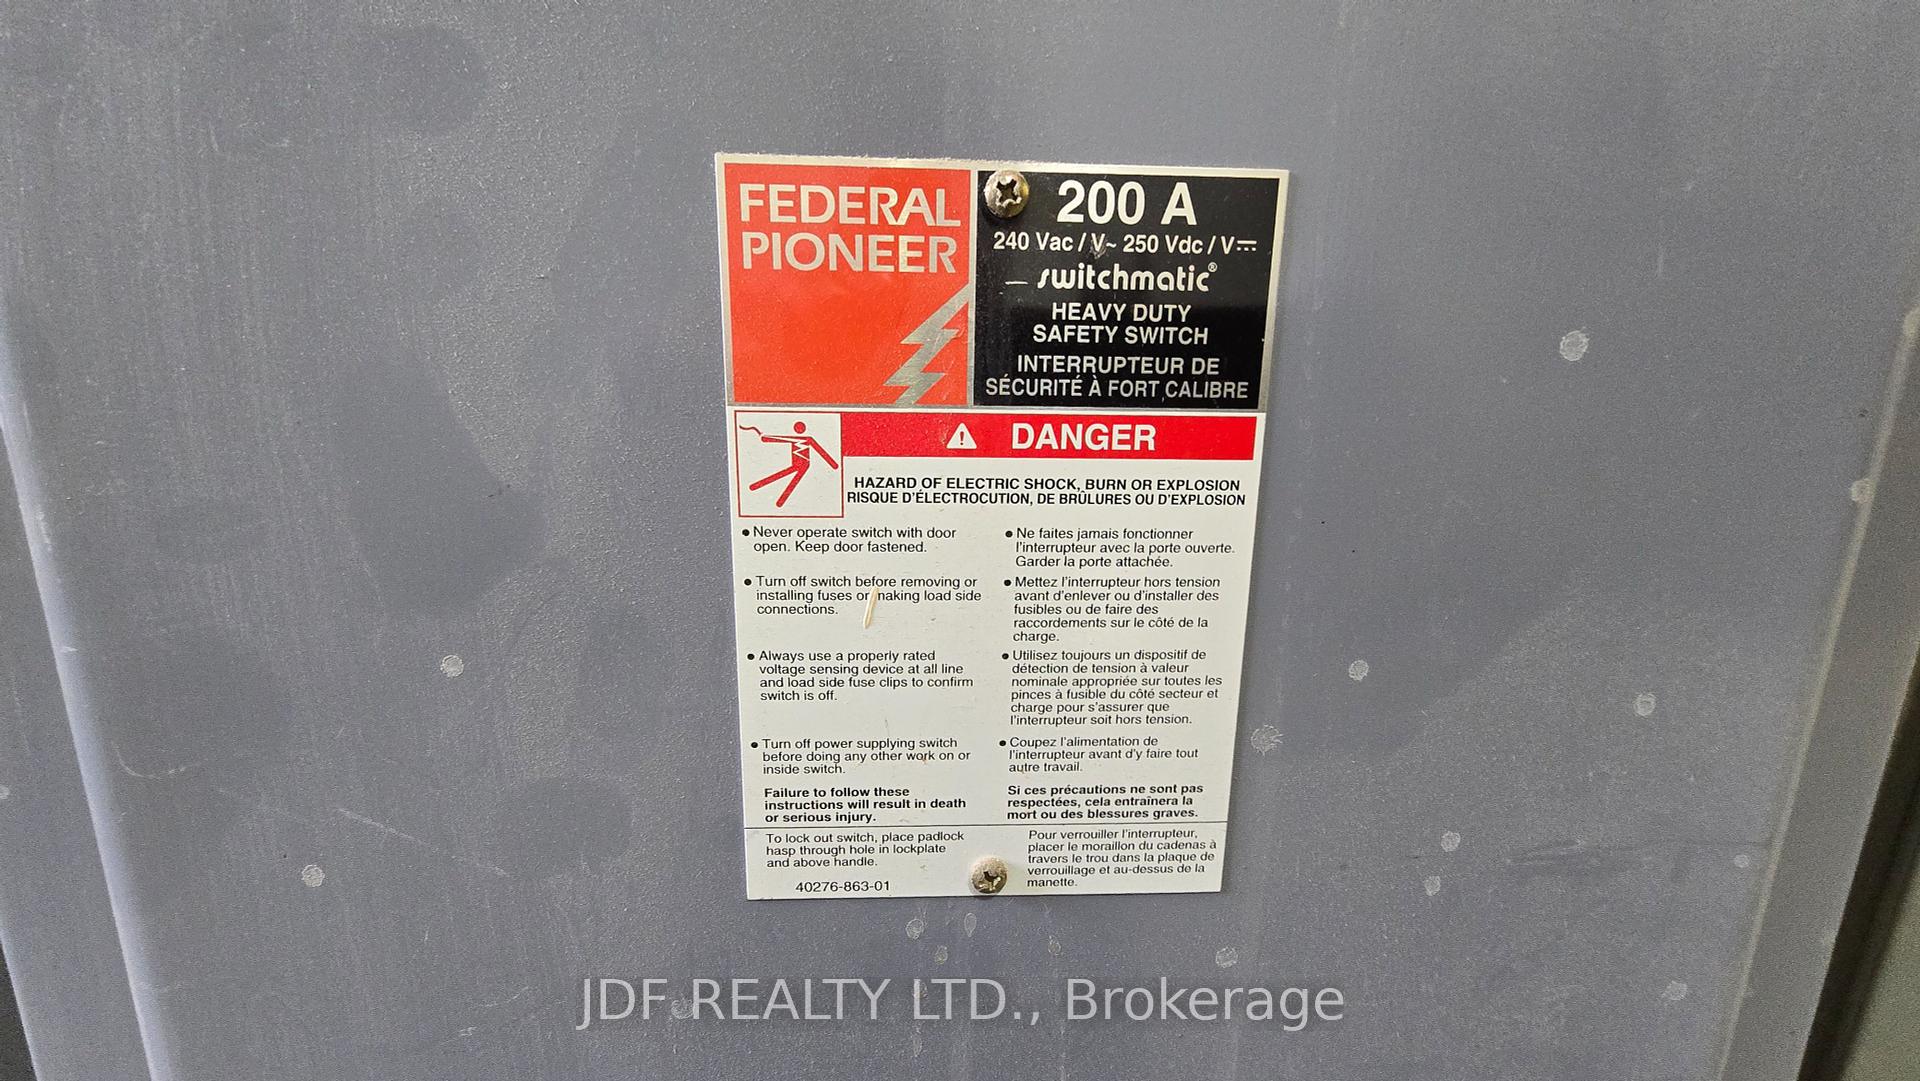 FEDERAL
PIONEER
200 A
240 Vac / V~ 250 Vdc / V⎓
switchmatic®
HEAVY DUTY
SAFETY SWITCH
INTERRUPTEUR DE
SÉCURITÉ À FORT CALIBRE
⚠ DANGER
HAZARD OF ELECTRIC SHOCK, BURN OR EXPLOSION
RISQUE D'ÉLECTROCUTION, DE BRÛLURES OU D'EXPLOSION
• Never operate switch with door
open. Keep door fastened.
• Turn off switch before removing or
installing fuses or making load side
connections.
• Always use a properly rated
voltage sensing device at all line
and load side fuse clips to confirm
switch is off.
• Turn off power supplying switch
before doing any other work on or
inside switch.
Failure to follow these
instructions will result in death
or serious injury.
• Ne faites jamais fonctionner
l'interrupteur avec la porte ouverte.
Garder la porte attachée.
• Mettez l'interrupteur hors tension
avant d'enlever ou d'installer des
fusibles ou de faire des
raccordements sur le côté de la
charge.
• Utilisez toujours un dispositif de
détection de tension à valeur
nominale appropriée sur toutes les
pinces à fusible du côté secteur et
charge pour s'assurer que
l'interrupteur soit hors tension.
• Coupez l'alimentation de
l'interrupteur avant d'y faire tout
autre travail.
Si ces précautions ne sont pas
respectées, cela entraînera la
mort ou des blessures graves.
To lock out switch, place padlock
hasp through hole in lockplate
and above handle.
40276-863-01
Pour verrouiller l'interrupteur,
placer le moraillon du cadenas à
travers le trou dans la plaque de
verrouillage et au-dessus de la
manette.
JDF REALTY LTD., Brokerage